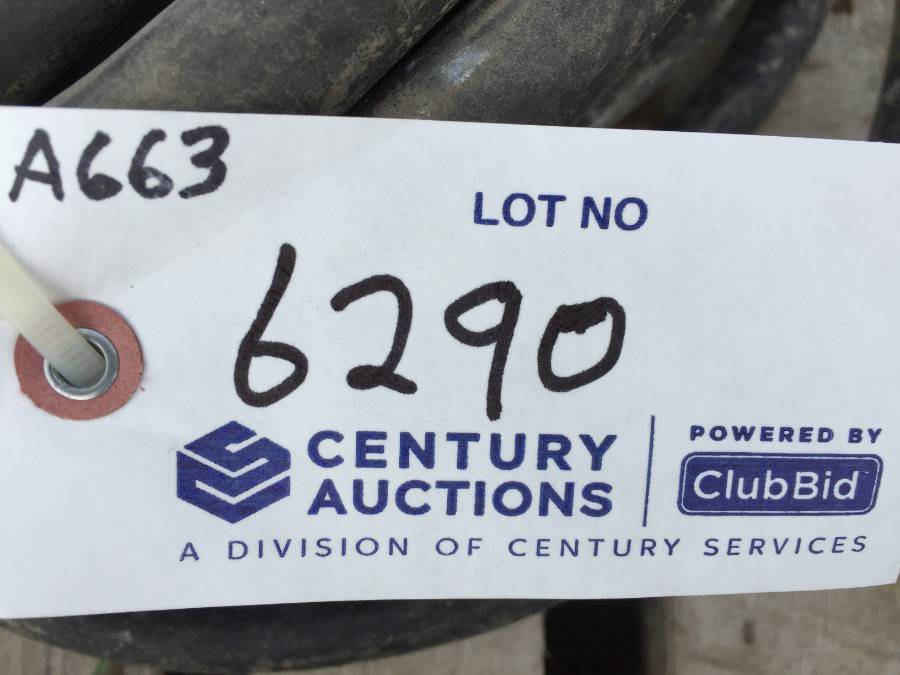 A663
LOT NO
6290
CENTURY
AUCTIONS
POWERED BY
ClubBid
A DIVISION OF CENTURY SERVICES